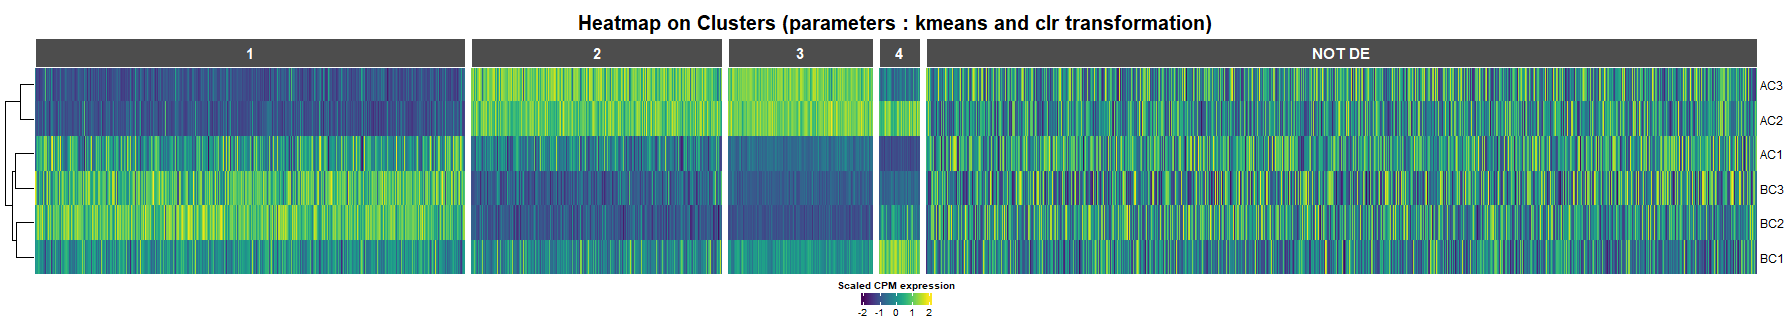 Heatmap on Clusters (parameters : kmeans and clr transformation)
1 2 3 4 NOT DE
AC3
AC2
AC1
BC3
BC2
BC1
Scaled CPM expression
-2 -1 0 1 2